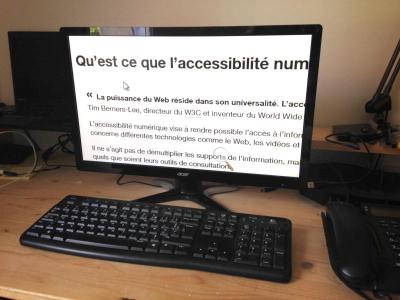 Qu'est ce que l'accessibilité num
« La puissance du Web réside dans son universalité. L'acc
Tim Berners-Lee, directeur du W3C et inventeur du World Wide
L'accessibilité numérique vise à rendre possible l'accès à l'infor
concerne différentes technologies comme le Web, les vidéos et
Il ne s'agit pas de démultiplier les supports de l'information, ma
quels que soient leurs outils de consultation.
acer